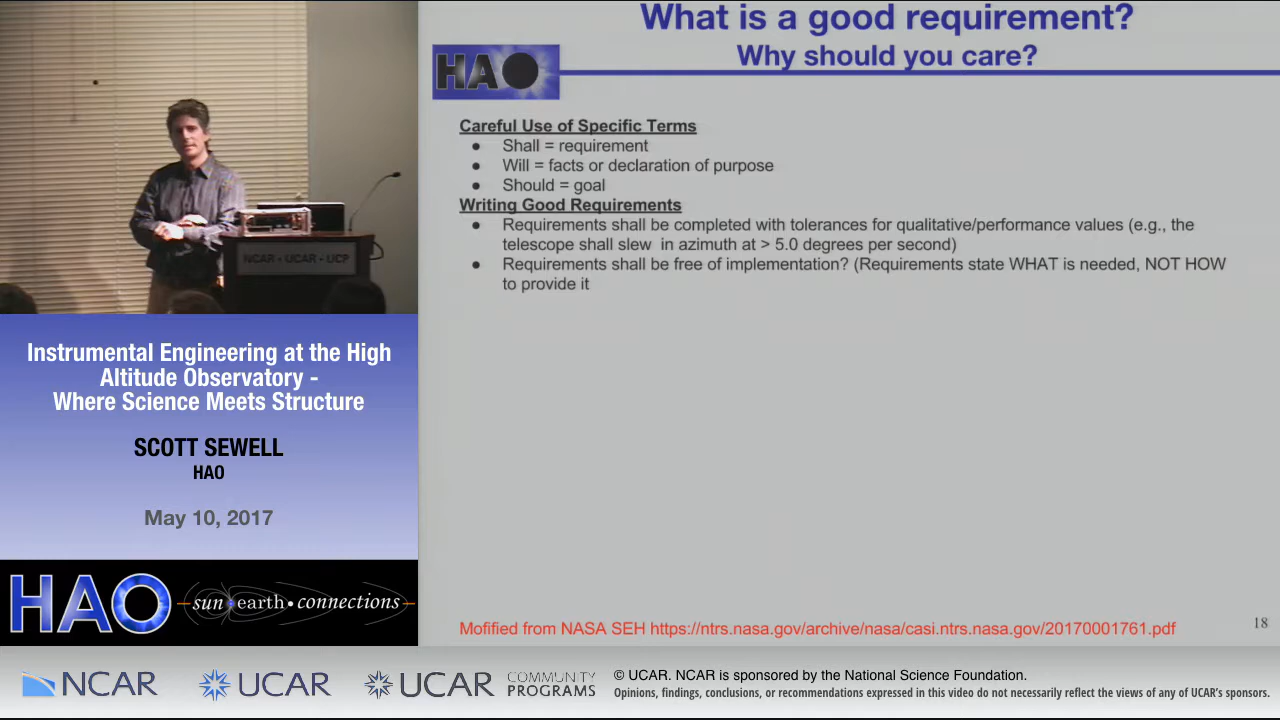 What is a good requirement?
Why should you care?
HAO
Careful Use of Specific Terms
● Shall = requirement
● Will = facts or declaration of purpose
● Should = goal
Writing Good Requirements
● Requirements shall be completed with tolerances for qualitative/performance values (e.g., the
telescope shall slew in azimuth at > 5.0 degrees per second)
● Requirements shall be free of implementation? (Requirements state WHAT is needed, NOT HOW
to provide it
Mofified from NASA SEH https://ntrs.nasa.gov/archive/nasa/casi.ntrs.nasa.gov/20170001761.pdf
18
NCAR • UCAR • UCP
Instrumental Engineering at the High
Altitude Observatory -
Where Science Meets Structure
SCOTT SEWELL
HAO
May 10, 2017
HAO
sun earth connections
NCAR
UCAR
UCAR
COMMUNITY
PROGRAMS
© UCAR. NCAR is sponsored by the National Science Foundation.
Opinions, findings, conclusions, or recommendations expressed in this video do not necessarily reflect the views of any of UCAR's sponsors.